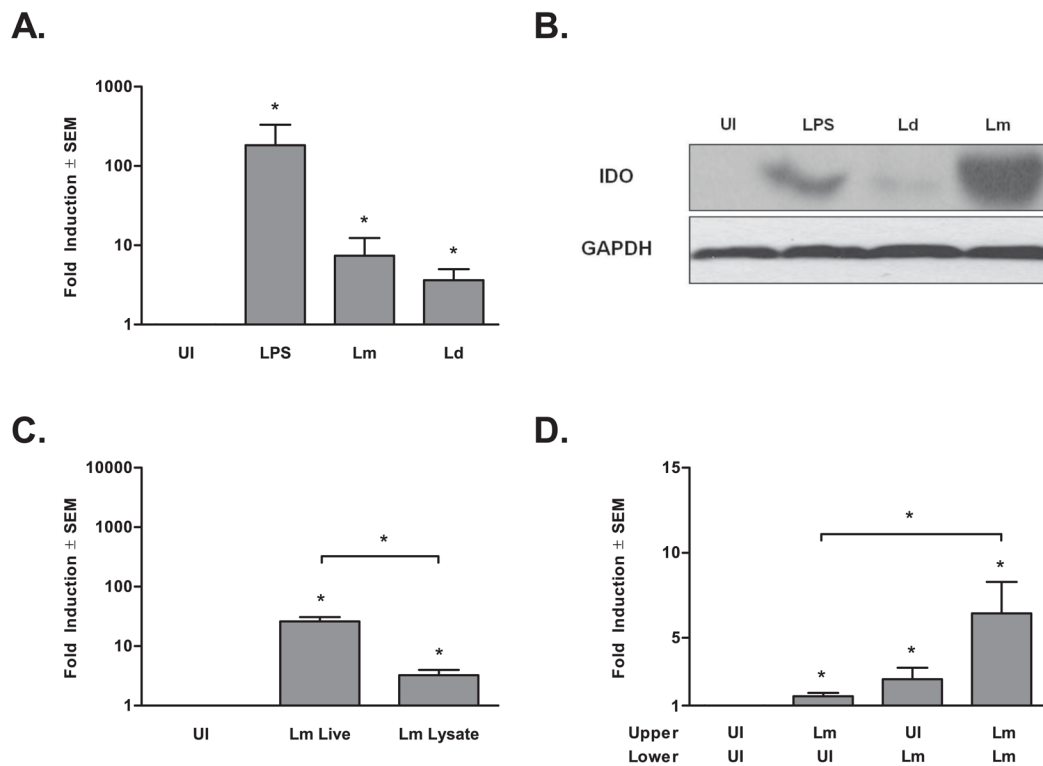 A.
Fold Induction ± SEM
1000
100
10
1
*
*
*
UI LPS Lm Ld
B.
UI LPS Ld Lm
IDO
GAPDH
C.
Fold Induction ± SEM
10000
1000
100
10
1
*
*
*
UI Lm Live Lm Lysate
D.
Fold Induction ± SEM
15
10
5
1
*
*
*
*
Upper UI Lm UI Lm
Lower UI UI Lm Lm